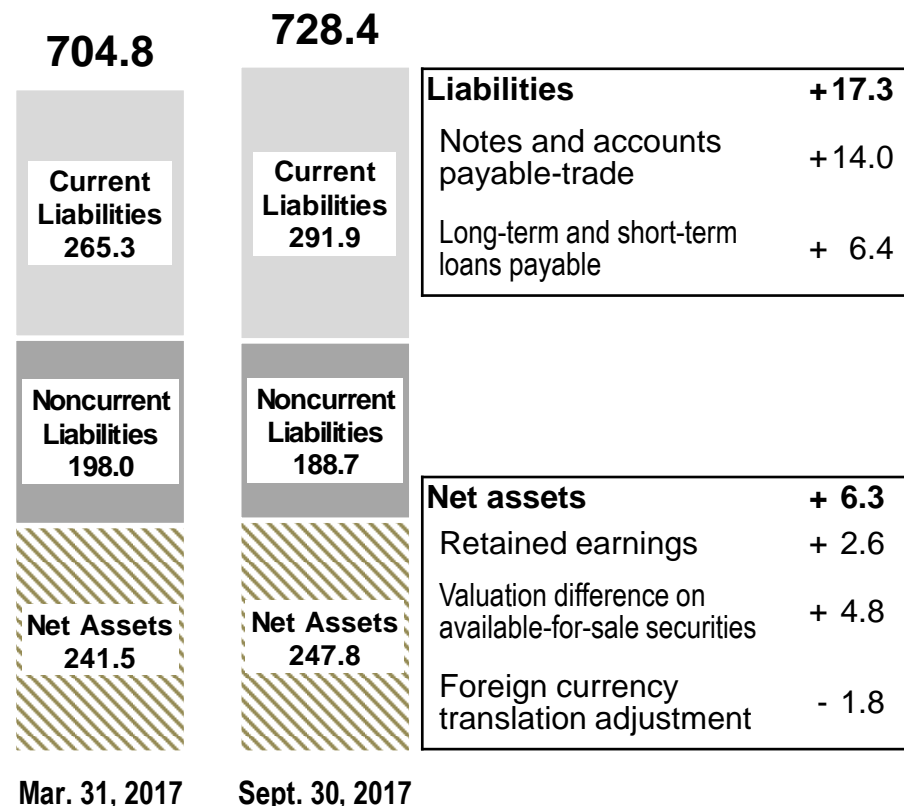 704.8
Current
Liabilities
265.3
Noncurrent
Liabilities
198.0
Net Assets
241.5
Mar. 31, 2017
728.4
Current
Liabilities
291.9
Noncurrent
Liabilities
188.7
Net Assets
247.8
Sept. 30, 2017
Liabilities +17.3
Notes and accounts
payable-trade +14.0
Long-term and short-term
loans payable + 6.4
Net assets + 6.3
Retained earnings + 2.6
Valuation difference on
available-for-sale securities + 4.8
Foreign currency
translation adjustment - 1.8